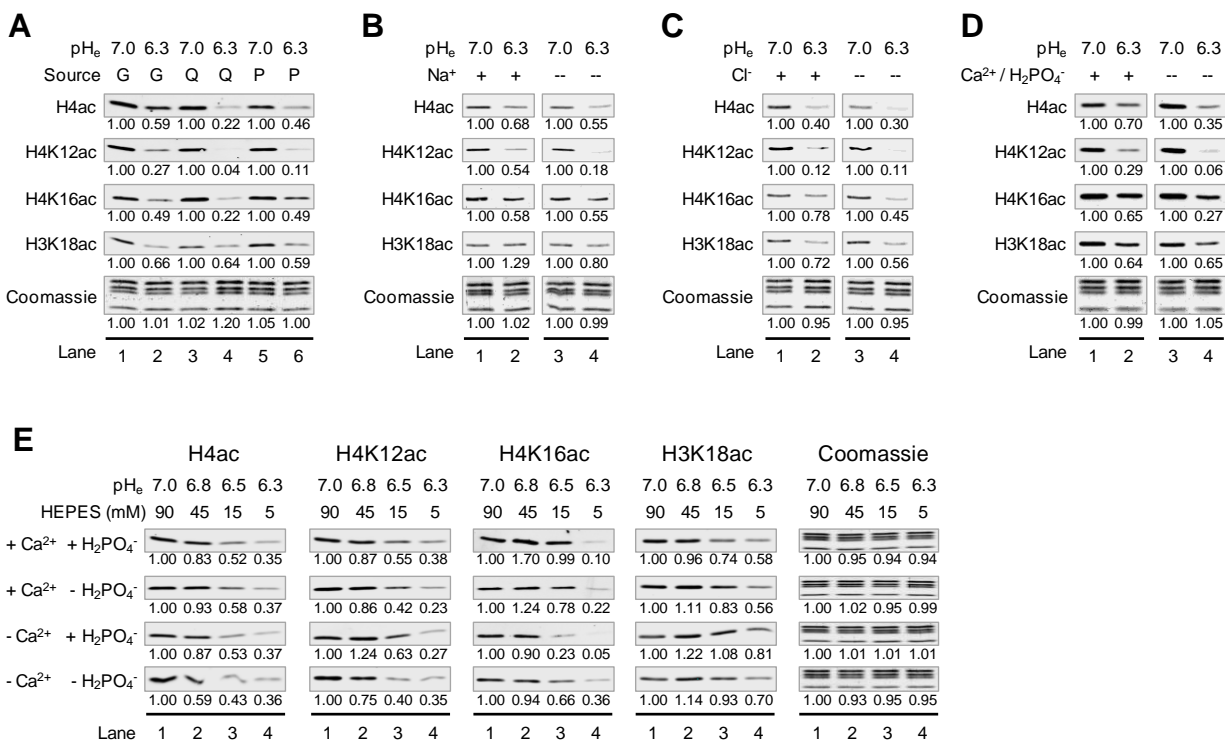 A
pHe 7.0 6.3 7.0 6.3 7.0 6.3
Source G G Q Q P P
H4ac
1.00 0.59 1.00 0.22 1.00 0.46
H4K12ac
1.00 0.27 1.00 0.04 1.00 0.11
H4K16ac
1.00 0.49 1.00 0.22 1.00 0.49
H3K18ac
1.00 0.66 1.00 0.64 1.00 0.59
Coomassie
1.00 1.01 1.02 1.20 1.05 1.00
Lane 1 2 3 4 5 6
B
pHe 7.0 6.3 7.0 6.3
Na+ + + -- --
H4ac
1.00 0.68 1.00 0.55
H4K12ac
1.00 0.54 1.00 0.18
H4K16ac
1.00 0.58 1.00 0.55
H3K18ac
1.00 1.29 1.00 0.80
Coomassie
1.00 1.02 1.00 0.99
Lane 1 2 3 4
C
pHe 7.0 6.3 7.0 6.3
Cl- + + -- --
H4ac
1.00 0.40 1.00 0.30
H4K12ac
1.00 0.12 1.00 0.11
H4K16ac
1.00 0.78 1.00 0.45
H3K18ac
1.00 0.72 1.00 0.56
Coomassie
1.00 0.95 1.00 0.95
Lane 1 2 3 4
D
pHe 7.0 6.3 7.0 6.3
Ca2+ / H2PO4- + + -- --
H4ac
1.00 0.70 1.00 0.35
H4K12ac
1.00 0.29 1.00 0.06
H4K16ac
1.00 0.65 1.00 0.27
H3K18ac
1.00 0.64 1.00 0.65
Coomassie
1.00 0.99 1.00 1.05
Lane 1 2 3 4
E
H4ac H4K12ac H4K16ac H3K18ac Coomassie
pHe 7.0 6.8 6.5 6.3 7.0 6.8 6.5 6.3 7.0 6.8 6.5 6.3 7.0 6.8 6.5 6.3 7.0 6.8 6.5 6.3
HEPES (mM) 90 45 15 5 90 45 15 5 90 45 15 5 90 45 15 5 90 45 15 5
+ Ca2+ + H2PO4-
1.00 0.83 0.52 0.35 1.00 0.87 0.55 0.38 1.00 1.70 0.99 0.10 1.00 0.96 0.74 0.58 1.00 0.95 0.94 0.94
+ Ca2+ - H2PO4-
1.00 0.93 0.58 0.37 1.00 0.86 0.42 0.23 1.00 1.24 0.78 0.22 1.00 1.11 0.83 0.56 1.00 1.02 0.95 0.99
- Ca2+ + H2PO4-
1.00 0.87 0.53 0.37 1.00 1.24 0.63 0.27 1.00 0.90 0.23 0.05 1.00 1.22 1.08 0.81 1.00 1.01 1.01 1.01
- Ca2+ - H2PO4-
1.00 0.59 0.43 0.36 1.00 0.75 0.40 0.35 1.00 0.94 0.66 0.36 1.00 1.14 0.93 0.70 1.00 0.93 0.95 0.95
Lane 1 2 3 4 1 2 3 4 1 2 3 4 1 2 3 4 1 2 3 4